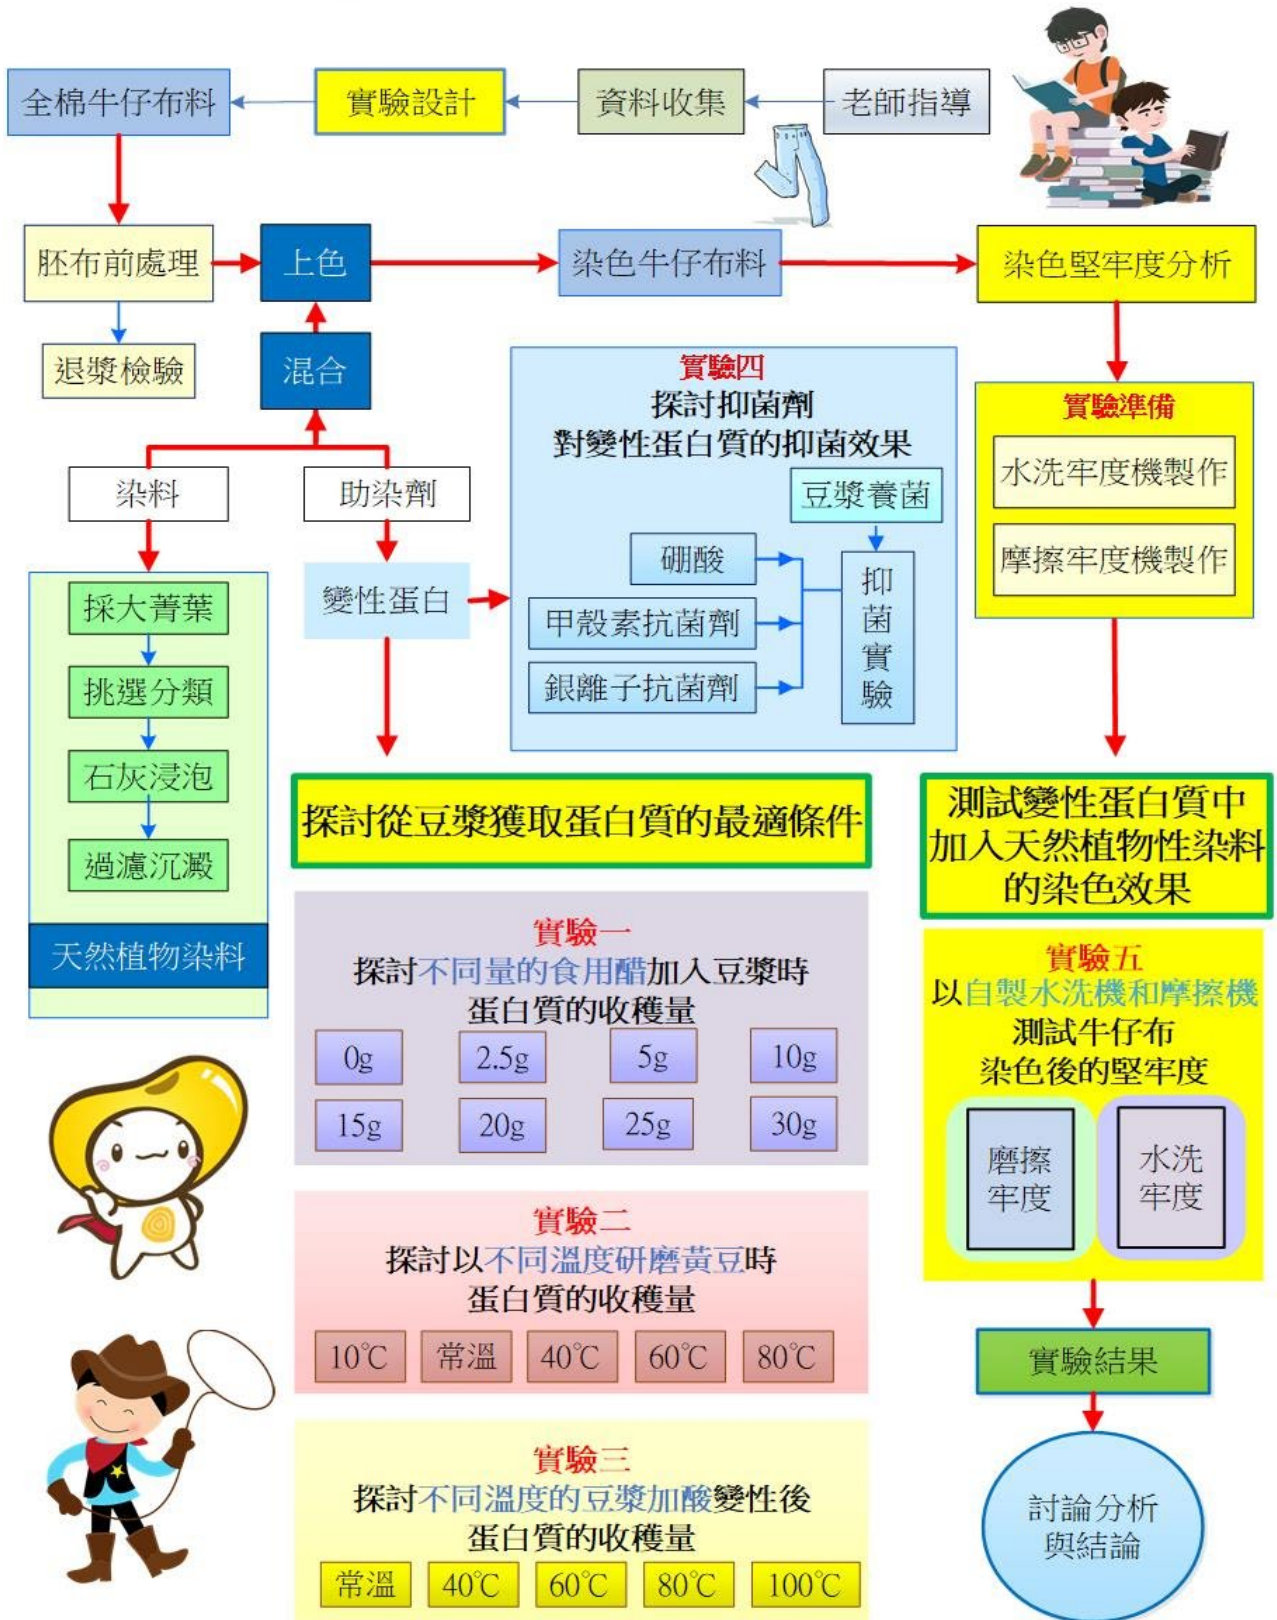 全棉牛仔布料
實驗設計
資料收集
老師指導
胚布前處理
上色
染色牛仔布料
染色堅牢度分析
退漿檢驗
混合
染料
助染劑
採大菁葉
挑選分類
石灰浸泡
過濾沉澱
天然植物染料
變性蛋白
實驗四
探討抑菌劑
對變性蛋白質的抑菌效果
豆漿養菌
硼酸
甲殼素抗菌劑
銀離子抗菌劑
抑菌實驗
實驗準備
水洗牢度機製作
摩擦牢度機製作
探討從豆漿獲取蛋白質的最適條件
實驗一
探討不同量的食用醋加入豆漿時
蛋白質的收穫量
0g
2.5g
5g
10g
15g
20g
25g
30g
實驗二
探討以不同溫度研磨黃豆時
蛋白質的收穫量
10℃
常溫
40℃
60℃
80℃
實驗三
探討不同溫度的豆漿加酸變性後
蛋白質的收穫量
常溫
40℃
60℃
80℃
100℃
測試變性蛋白質中
加入天然植物性染料
的染色效果
實驗五
以自製水洗機和摩擦機
測試牛仔布
染色後的堅牢度
磨擦
牢度
水洗
牢度
實驗結果
討論分析
與結論